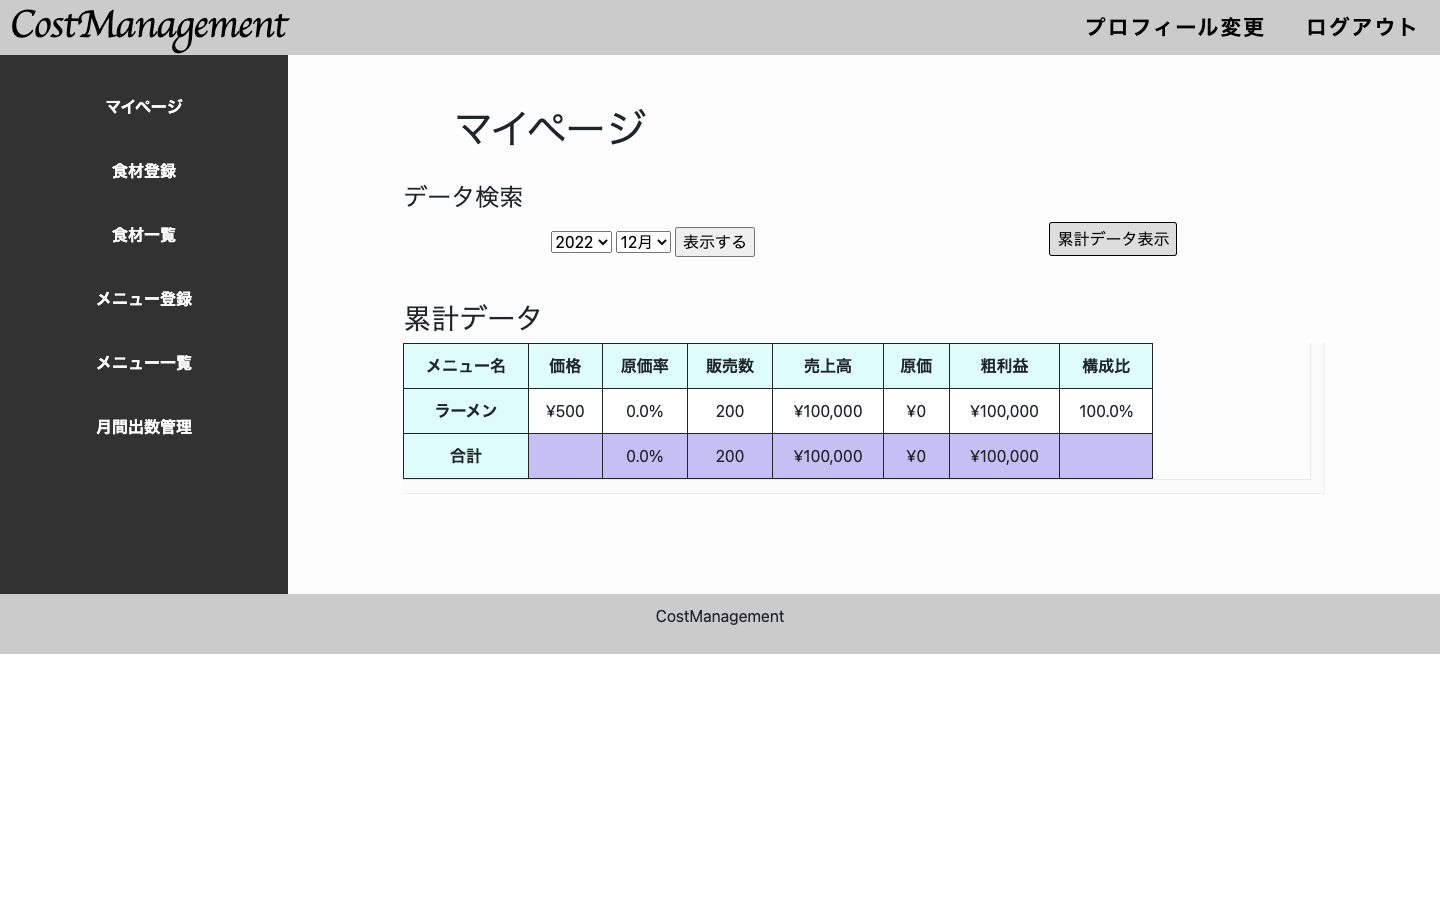 CostManagement プロフィール変更 ログアウト
マイページ
食材登録
食材一覧
メニュー登録
メニュー一覧
月間出数管理
マイページ
データ検索
2022 12月 表示する 累計データ表示
累計データ
メニュー名 価格 原価率 販売数 売上高 原価 粗利益 構成比
ラーメン ¥500 0.0% 200 ¥100,000 ¥0 ¥100,000 100.0%
合計 0.0% 200 ¥100,000 ¥0 ¥100,000
CostManagement